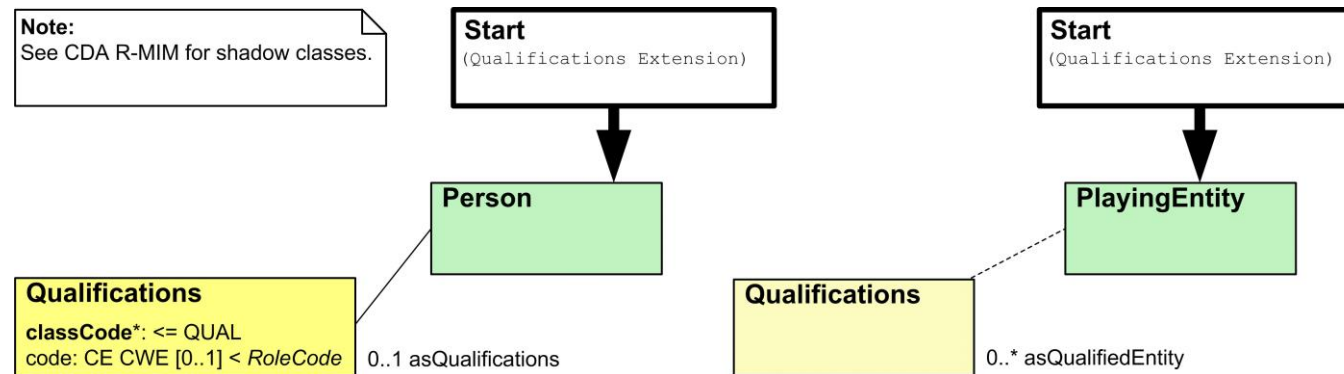 Note:
See CDA R-MIM for shadow classes.
Start
(Qualifications Extension)
Start
(Qualifications Extension)
Person
PlayingEntity
Qualifications
classCode*: <= QUAL
code: CE CWE [0..1] < RoleCode
0..1 asQualifications
Qualifications
0..* asQualifiedEntity